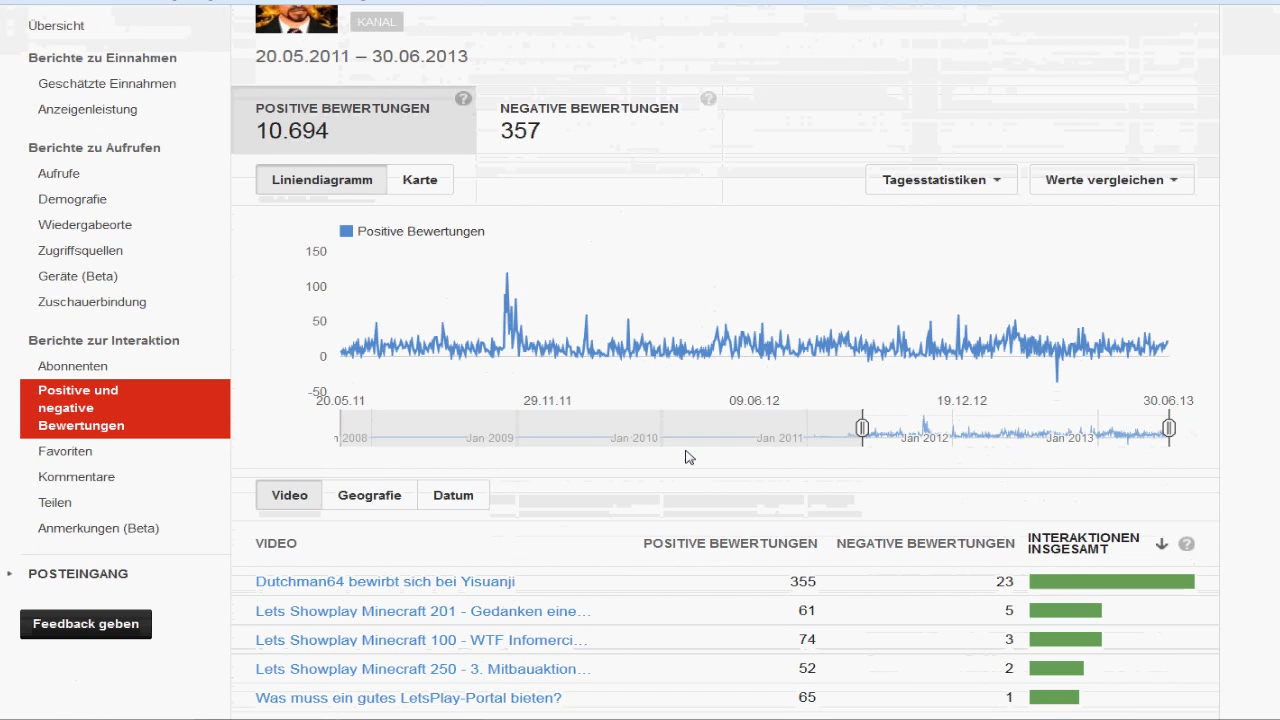 Übersicht
Berichte zu Einnahmen
Geschätzte Einnahmen
Anzeigenleistung
Berichte zu Aufrufen
Aufrufe
Demografie
Wiedergabeorte
Zugriffsquellen
Geräte (Beta)
Zuschauerbindung
Berichte zur Interaktion
Abonnenten
Positive und
negative
Bewertungen
Favoriten
Kommentare
Teilen
Anmerkungen (Beta)
POSTEINGANG
Feedback geben
KANAL
20.05.2011 – 30.06.2013
POSITIVE BEWERTUNGEN ?
10.694
NEGATIVE BEWERTUNGEN ?
357
Liniendiagramm Karte Tagesstatistiken Werte vergleichen
Positive Bewertungen
150
100
50
0
-50
20.05.11 29.11.11 09.06.12 19.12.12 30.06.13
n 2008 Jan 2009 Jan 2010 Jan 2011 Jan 2012 Jan 2013
Video Geografie Datum
VIDEO POSITIVE BEWERTUNGEN NEGATIVE BEWERTUNGEN INTERAKTIONEN
INSGESAMT ?
Dutchman64 bewirbt sich bei Yisuanji 355 23
Lets Showplay Minecraft 201 - Gedanken eine... 61 5
Lets Showplay Minecraft 100 - WTF Infomerci... 74 3
Lets Showplay Minecraft 250 - 3. Mitbauaktion... 52 2
Was muss ein gutes LetsPlay-Portal bieten? 65 1